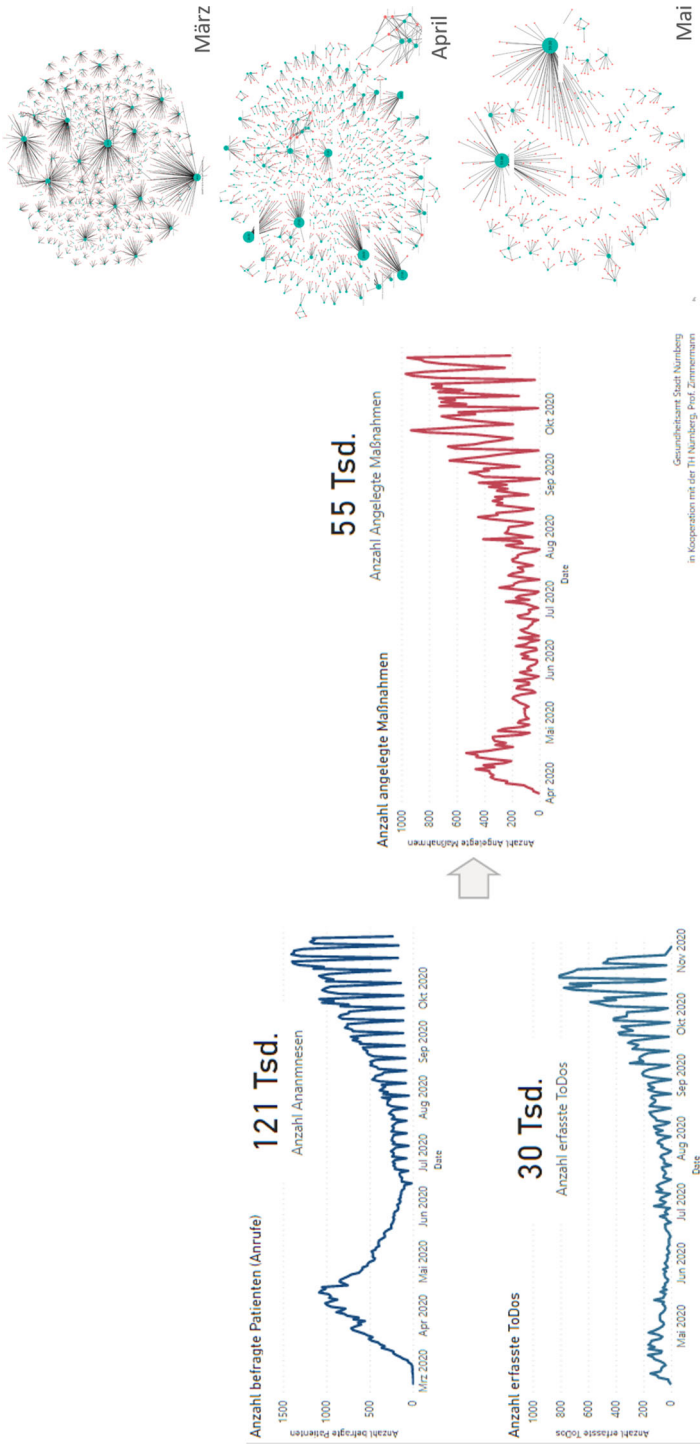 Anzahl befragte Patienten (Anrufe)
121 Tsd.
Anzahl Ananmnesen
Anzahl befragte Patienten
1500
1000
500
0
Mrz 2020
Apr 2020
Mai 2020
Jun 2020
Jul 2020
Aug 2020
Sep 2020
Okt 2020
Date
Anzahl erfasste ToDos
30 Tsd.
Anzahl erfasste ToDos
Anzahl erfasste ToDos
1000
800
600
400
200
0
Mai 2020
Jun 2020
Jul 2020
Aug 2020
Sep 2020
Okt 2020
Nov 2020
Date
55 Tsd.
Anzahl Angelegte Maßnahmen
Anzahl angelegte Maßnahmen
Anzahl Angelegte Maßnahmen
1000
800
600
400
200
0
Apr 2020
Mai 2020
Jun 2020
Jul 2020
Aug 2020
Sep 2020
Okt 2020
Date
März
April
Mai
Gesundheitsamt Stadt Nürnberg
in Kooperation mit der TH Nürnberg, Prof. Zimmermann